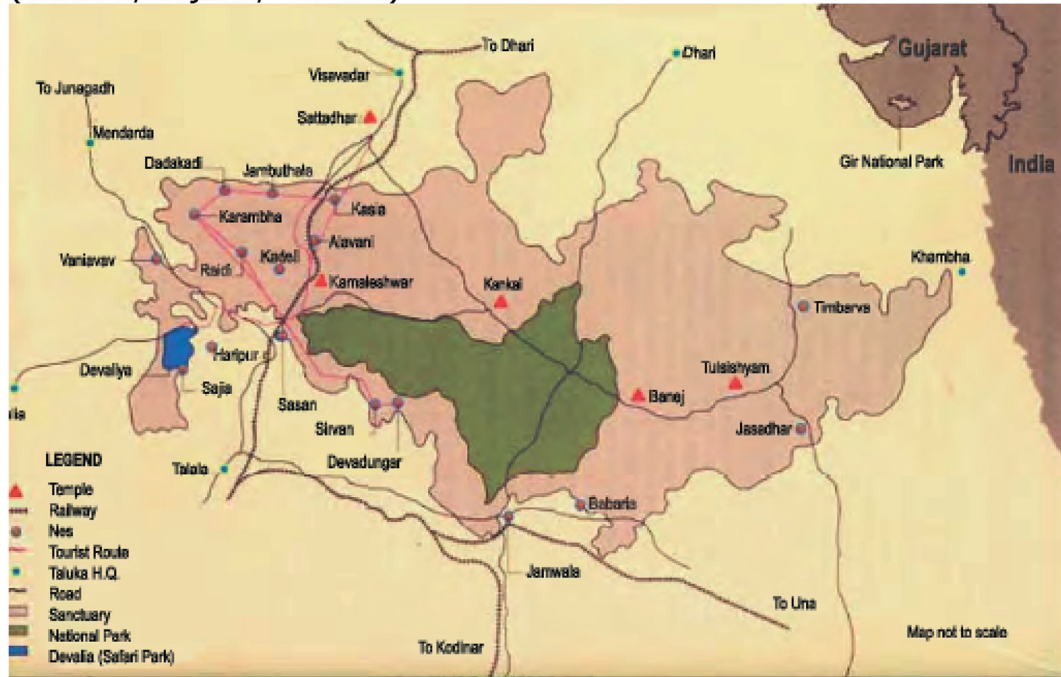 To Dhari
Dhari
Gujarat
Visavadar
To Junagadh
Sattadhar
Mendarda
Dadakadi
Jambuthala
Gir National Park
India
Karambha
Kasia
Alavani
Vaniavav
Raidi
Kadeli
Kamaleshwar
Kankai
Khambha
Timbarva
Haripur
Devaliya
Sajia
Tulsishyam
Banej
Sasan
Sirvan
Jasadhar
Devadungar
Talala
LEGEND
Temple
Railway
Nes
Tourist Route
Taluka H.Q.
Road
Sanctuary
National Park
Devalia (Safari Park)
Babaria
Jamwala
To Una
To Kodinar
Map not to scale